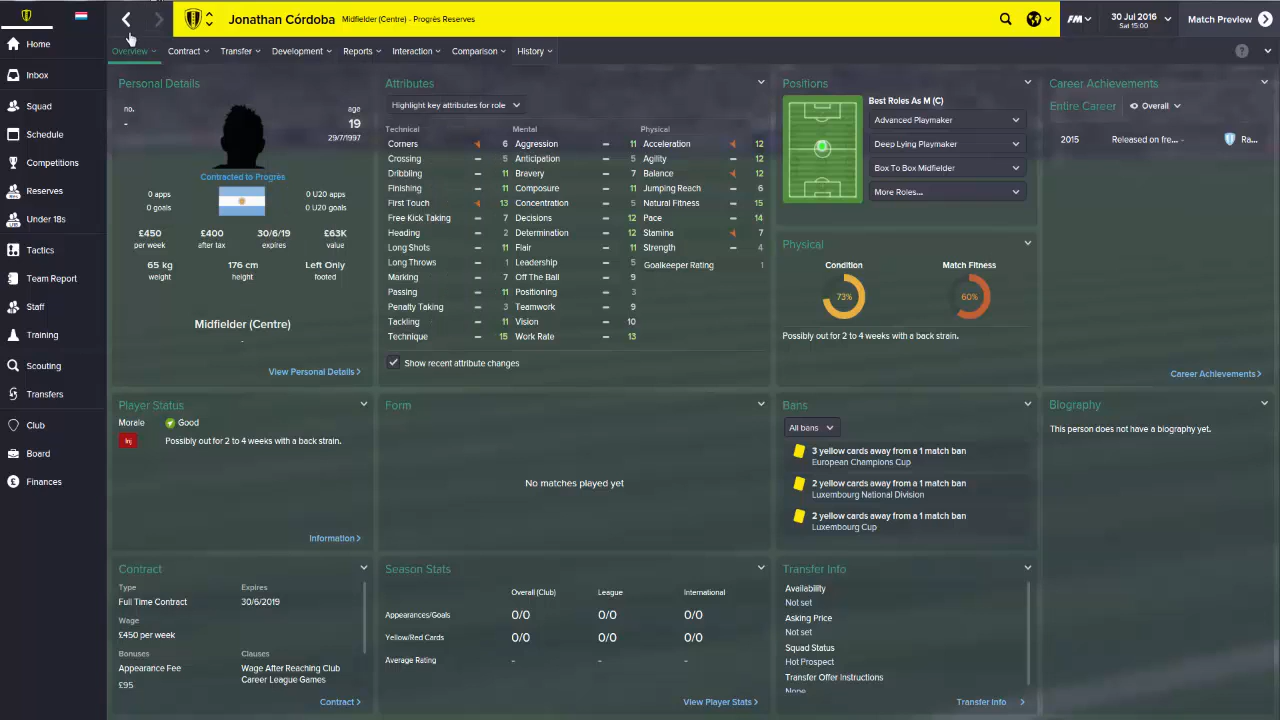 Jonathan Córdoba
Midfielder (Centre) - Progrès Reserves
FM
30 Jul 2016
Sat 15:00
Match Preview
Home
Inbox
Squad
Schedule
Competitions
Reserves
Under 18s
Tactics
Team Report
Staff
Training
Scouting
Transfers
Club
Board
Finances
Overview
Contract
Transfer
Development
Reports
Interaction
Comparison
History
Personal Details
no.
-
age
19
29/7/1997
Contracted to Progrès
0 apps
0 goals
0 U20 apps
0 U20 goals
£450
per week
£400
after tax
30/6/19
expires
£63K
value
65 kg
weight
176 cm
height
Left Only
footed
Midfielder (Centre)
-
View Personal Details >
Attributes
Highlight key attributes for role
Technical Mental Physical
Corners 6 Aggression 11 Acceleration 12
Crossing 5 Anticipation 5 Agility 12
Dribbling 11 Bravery 7 Balance 12
Finishing 11 Composure 11 Jumping Reach 6
First Touch 13 Concentration 5 Natural Fitness 15
Free Kick Taking 7 Decisions 12 Pace 14
Heading 2 Determination 12 Stamina 7
Long Shots 11 Flair 11 Strength 4
Long Throws 1 Leadership 5 Goalkeeper Rating 1
Marking 7 Off The Ball 9
Passing 11 Positioning 3
Penalty Taking 3 Teamwork 9
Tackling 11 Vision 10
Technique 15 Work Rate 13
Show recent attribute changes
Positions
Best Roles As M (C)
Advanced Playmaker
Deep Lying Playmaker
Box To Box Midfielder
More Roles...
Physical
Condition Match Fitness
73% 60%
Possibly out for 2 to 4 weeks with a back strain.
Career Achievements
Entire Career Overall
2015 Released on fre... - Ra...
Career Achievements >
Player Status
Morale Good
Inj Possibly out for 2 to 4 weeks with a back strain.
Information >
Form
No matches played yet
Bans
All bans
3 yellow cards away from a 1 match ban
European Champions Cup
2 yellow cards away from a 1 match ban
Luxembourg National Division
2 yellow cards away from a 1 match ban
Luxembourg Cup
Biography
This person does not have a biography yet.
Contract
Type Expires
Full Time Contract 30/6/2019
Wage
£450 per week
Bonuses Clauses
Appearance Fee Wage After Reaching Club
£95 Career League Games
Contract >
Season Stats
Overall (Club) League International
Appearances/Goals 0/0 0/0 0/0
Yellow/Red Cards 0/0 0/0 0/0
Average Rating - - -
View Player Stats >
Transfer Info
Availability
Not set
Asking Price
Not set
Squad Status
Hot Prospect
Transfer Offer Instructions
None
Transfer Info >